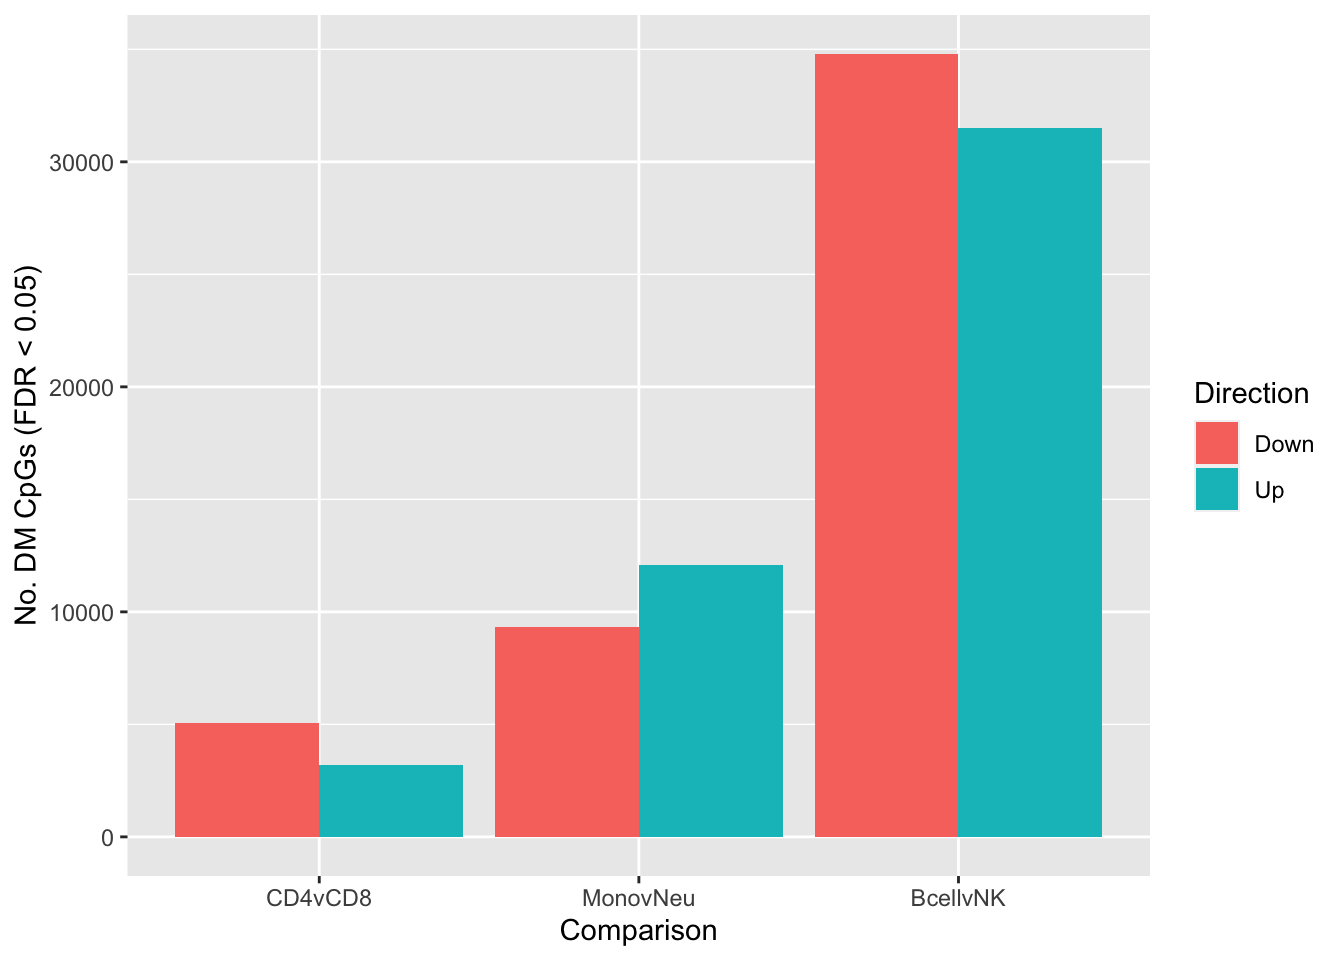 No. DM CpGs (FDR < 0.05)
30000
20000
10000
0
CD4vCD8
MonovNeu
BcellvNK
Comparison
Direction
Down
Up